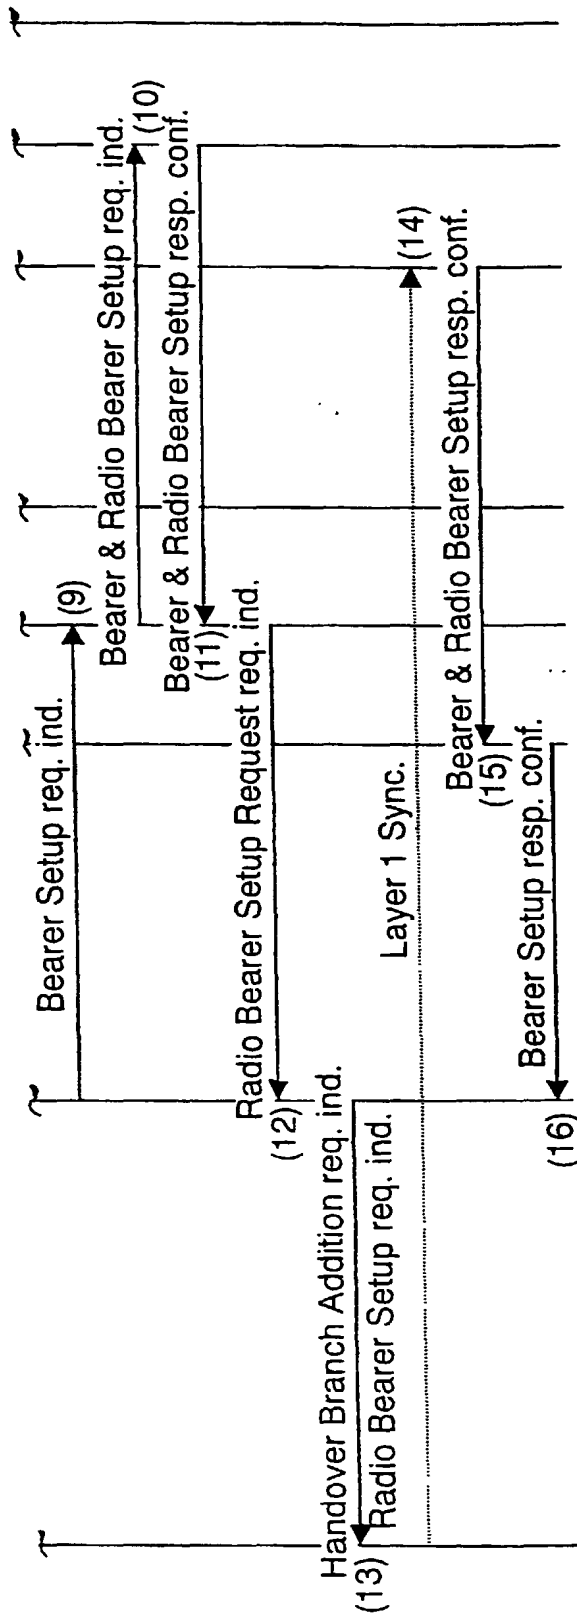 Bearer Setup req. ind.
(9)
Bearer & Radio Bearer Setup req. ind.
(10)
Bearer & Radio Bearer Setup resp. conf.
(11)
Radio Bearer Setup Request req. ind.
(12)
Handover Branch Addition req. ind.
(13)
Radio Bearer Setup req. ind.
Layer 1 Sync.
(14)
Bearer & Radio Bearer Setup resp. conf.
(15)
Bearer Setup resp. conf.
(16)